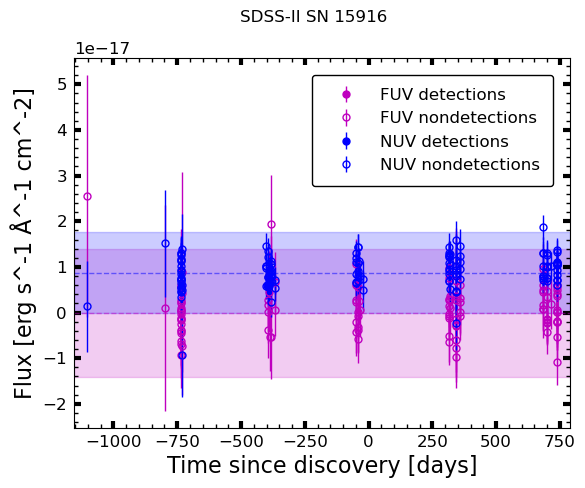 SDSS-II SN 15916
1e−17
Flux [erg s^-1 Å^-1 cm^-2]
5
4
3
2
1
0
−1
−2
FUV detections
FUV nondetections
NUV detections
NUV nondetections
−1000 −750 −500 −250 0 250 500 750
Time since discovery [days]